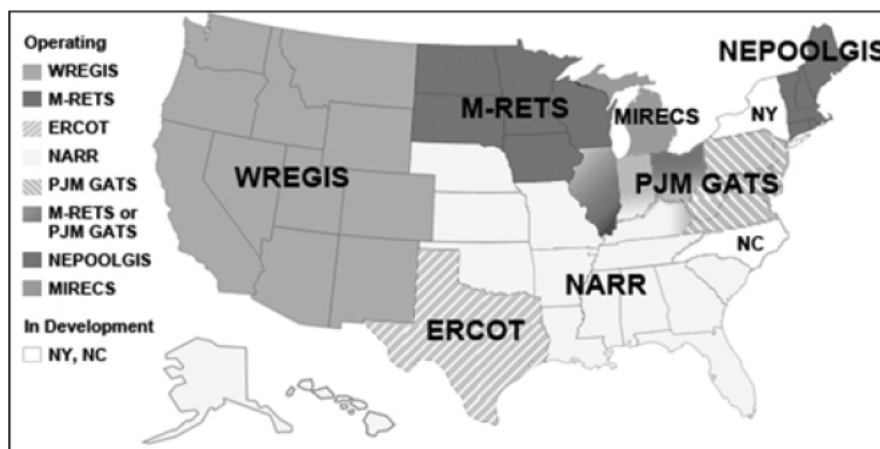 Operating
WREGIS
M-RETS
ERCOT
NARR
PJM GATS
M-RETS or
PJM GATS
NEPOOLGIS
MIRECS
In Development
NY, NC
NEPOOLGIS
M-RETS
MIRECS
NY
WREGIS
PJM GATS
NC
NARR
ERCOT